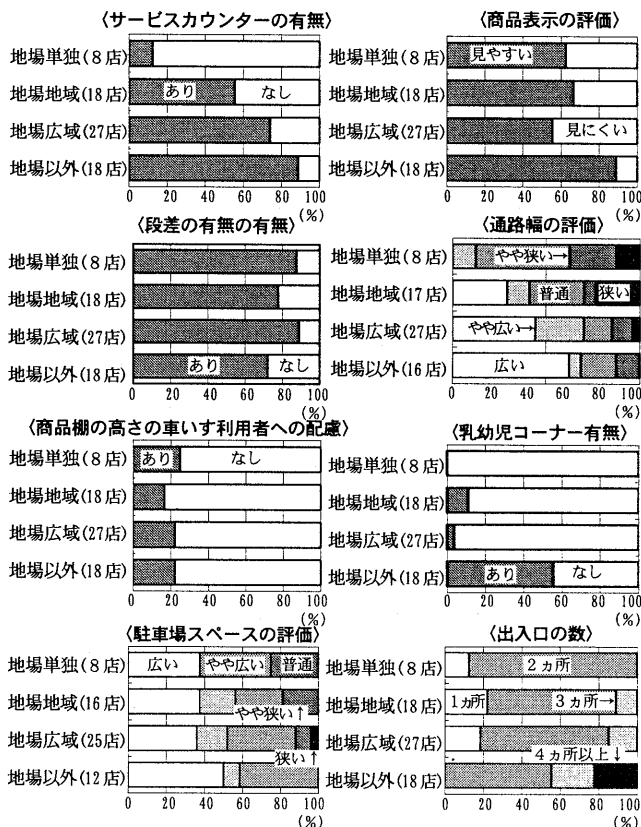 〈サービスカウンターの有無〉
地場単独(8店)
地場地域(18店) あり なし
地場広域(27店)
地場以外(18店)
0 20 40 60 80 100
(%)
〈商品表示の評価〉
地場単独(8店) 見やすい
地場地域(18店)
地場広域(27店) 見にくい
地場以外(18店)
0 20 40 60 80 100
(%)
〈段差の有無の有無〉
地場単独(8店)
地場地域(18店)
地場広域(27店)
地場以外(18店) あり なし
0 20 40 60 80 100
(%)
〈通路幅の評価〉
地場単独(8店) やや狭い→
地場地域(17店) 普通 狭い
地場広域(27店) やや広い→
地場以外(16店) 広い
0 20 40 60 80 100
(%)
〈商品棚の高さの車いす利用者への配慮〉
地場単独(8店) あり なし
地場地域(18店)
地場広域(27店)
地場以外(18店)
0 20 40 60 80 100
(%)
〈乳幼児コーナー有無〉
地場単独(8店)
地場地域(18店)
地場広域(27店)
地場以外(18店) あり なし
0 20 40 60 80 100
(%)
〈駐車場スペースの評価〉
地場単独(8店) 広い やや広い 普通
地場地域(16店)
やや狭い↑
地場広域(25店)
狭い↑
地場以外(12店)
0 20 40 60 80 100
(%)
〈出入口の数〉
地場単独(8店) 2ヵ所
地場地域(18店) 1ヵ所 3ヵ所→
地場広域(27店)
4ヵ所以上↓
地場以外(18店)
0 20 40 60 80 100
(%)